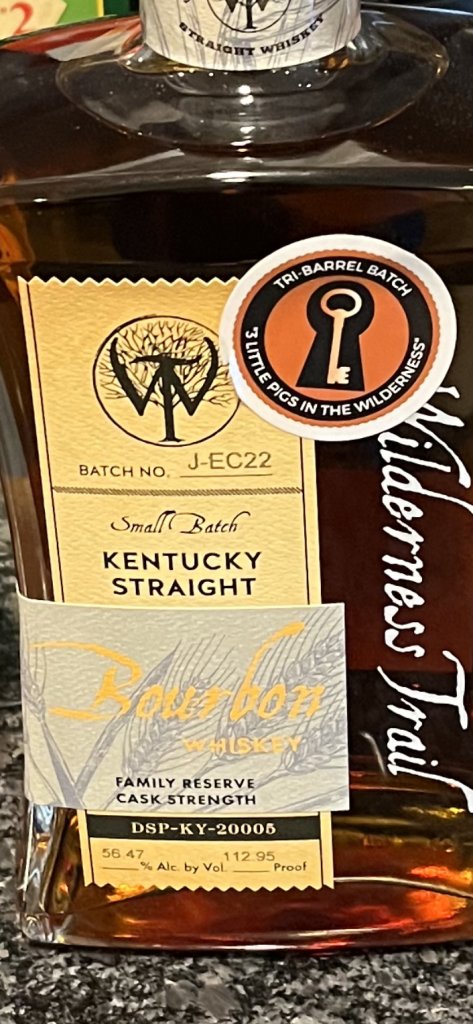 STRAIGHT WHISKEY
TRI-BARREL BATCH
3 LITTLE PIGS IN THE WILDERNESS
W
BATCH NO. J-EC22
Small Batch
KENTUCKY
STRAIGHT
Bourbon
WHISKEY
FAMILY RESERVE
CASK STRENGTH
DSP-KY-20005
56.47 % Alc. by Vol. 112.95 Proof
Wilderness Trail